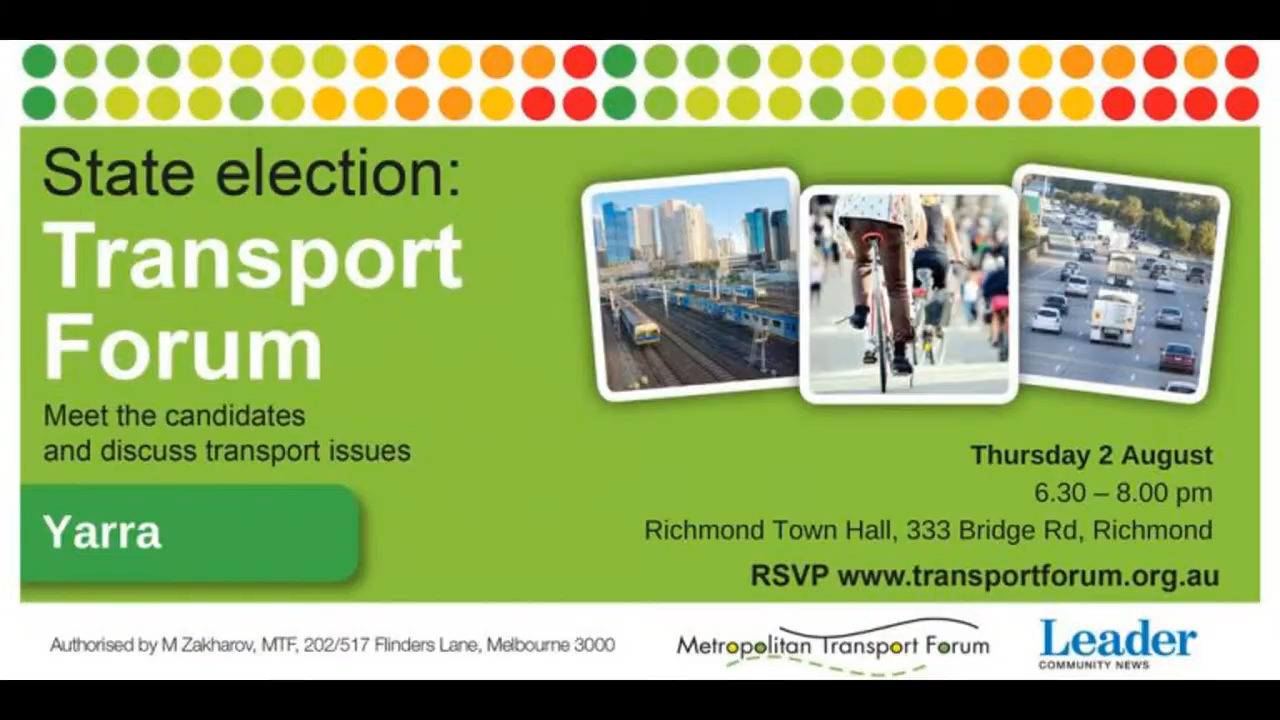 State election:
Transport
Forum
Meet the candidates
and discuss transport issues
Yarra
Thursday 2 August
6.30 – 8.00 pm
Richmond Town Hall, 333 Bridge Rd, Richmond
RSVP www.transportforum.org.au
Authorised by M Zakharov, MTF, 202/517 Flinders Lane, Melbourne 3000
Metropolitan Transport Forum
Leader
COMMUNITY NEWS